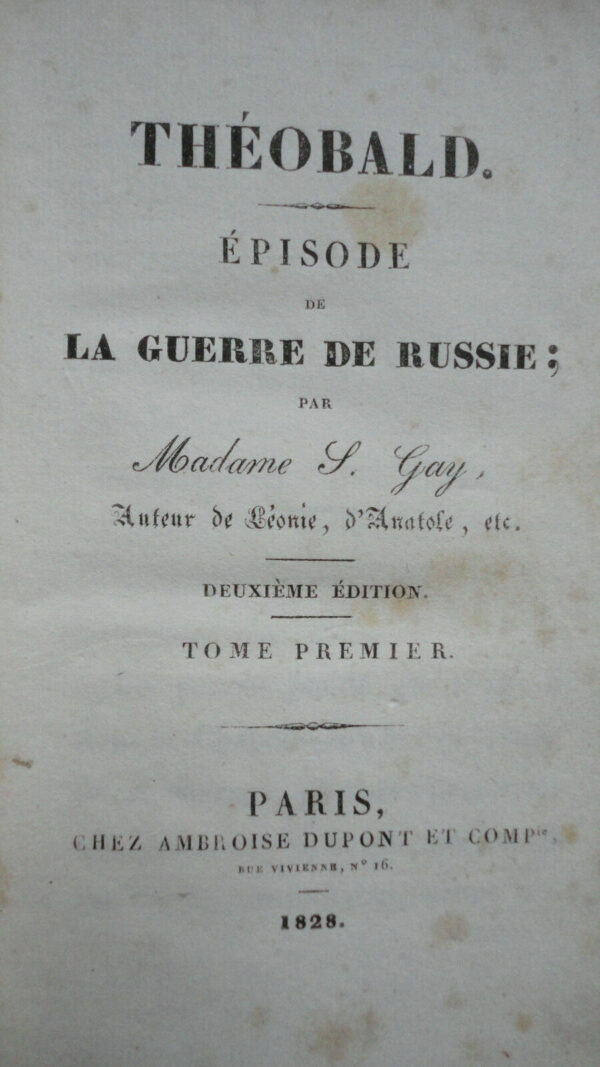 THÉOBALD.
ÉPISODE
DE
LA GUERRE DE RUSSIE;
PAR
Madame S. Gay,
Auteur de Léonie, d'Anatole, etc.
DEUXIÈME ÉDITION.
TOME PREMIER.
PARIS,
CHEZ AMBROISE DUPONT ET COMPie,
RUE VIVIENNE, N° 16.
1828.